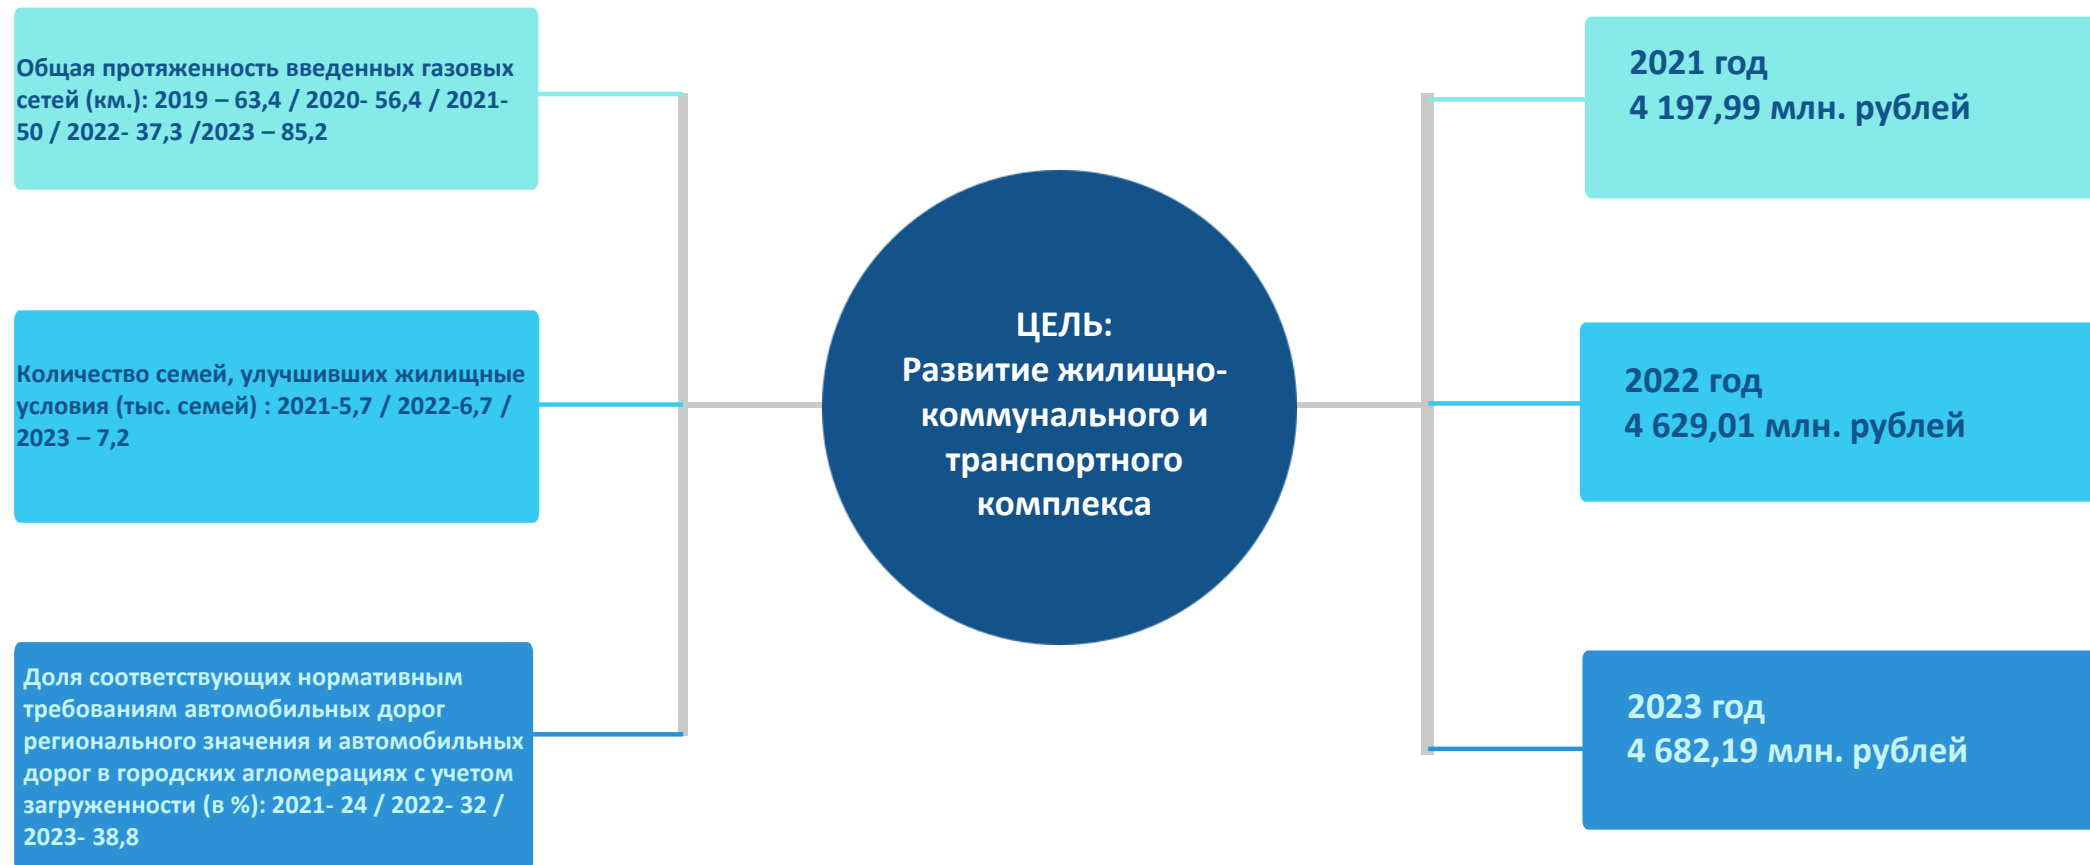 Общая протяженность введенных газовых
сетей (км.): 2019 – 63,4 / 2020- 56,4 / 2021-
50 / 2022- 37,3 /2023 – 85,2
Количество семей, улучшивших жилищные
условия (тыс. семей) : 2021-5,7 / 2022-6,7 /
2023 – 7,2
Доля соответствующих нормативным
требованиям автомобильных дорог
регионального значения и автомобильных
дорог в городских агломерациях с учетом
загруженности (в %): 2021- 24 / 2022- 32 /
2023- 38,8
ЦЕЛЬ:
Развитие жилищно-
коммунального и
транспортного
комплекса
2021 год
4 197,99 млн. рублей
2022 год
4 629,01 млн. рублей
2023 год
4 682,19 млн. рублей